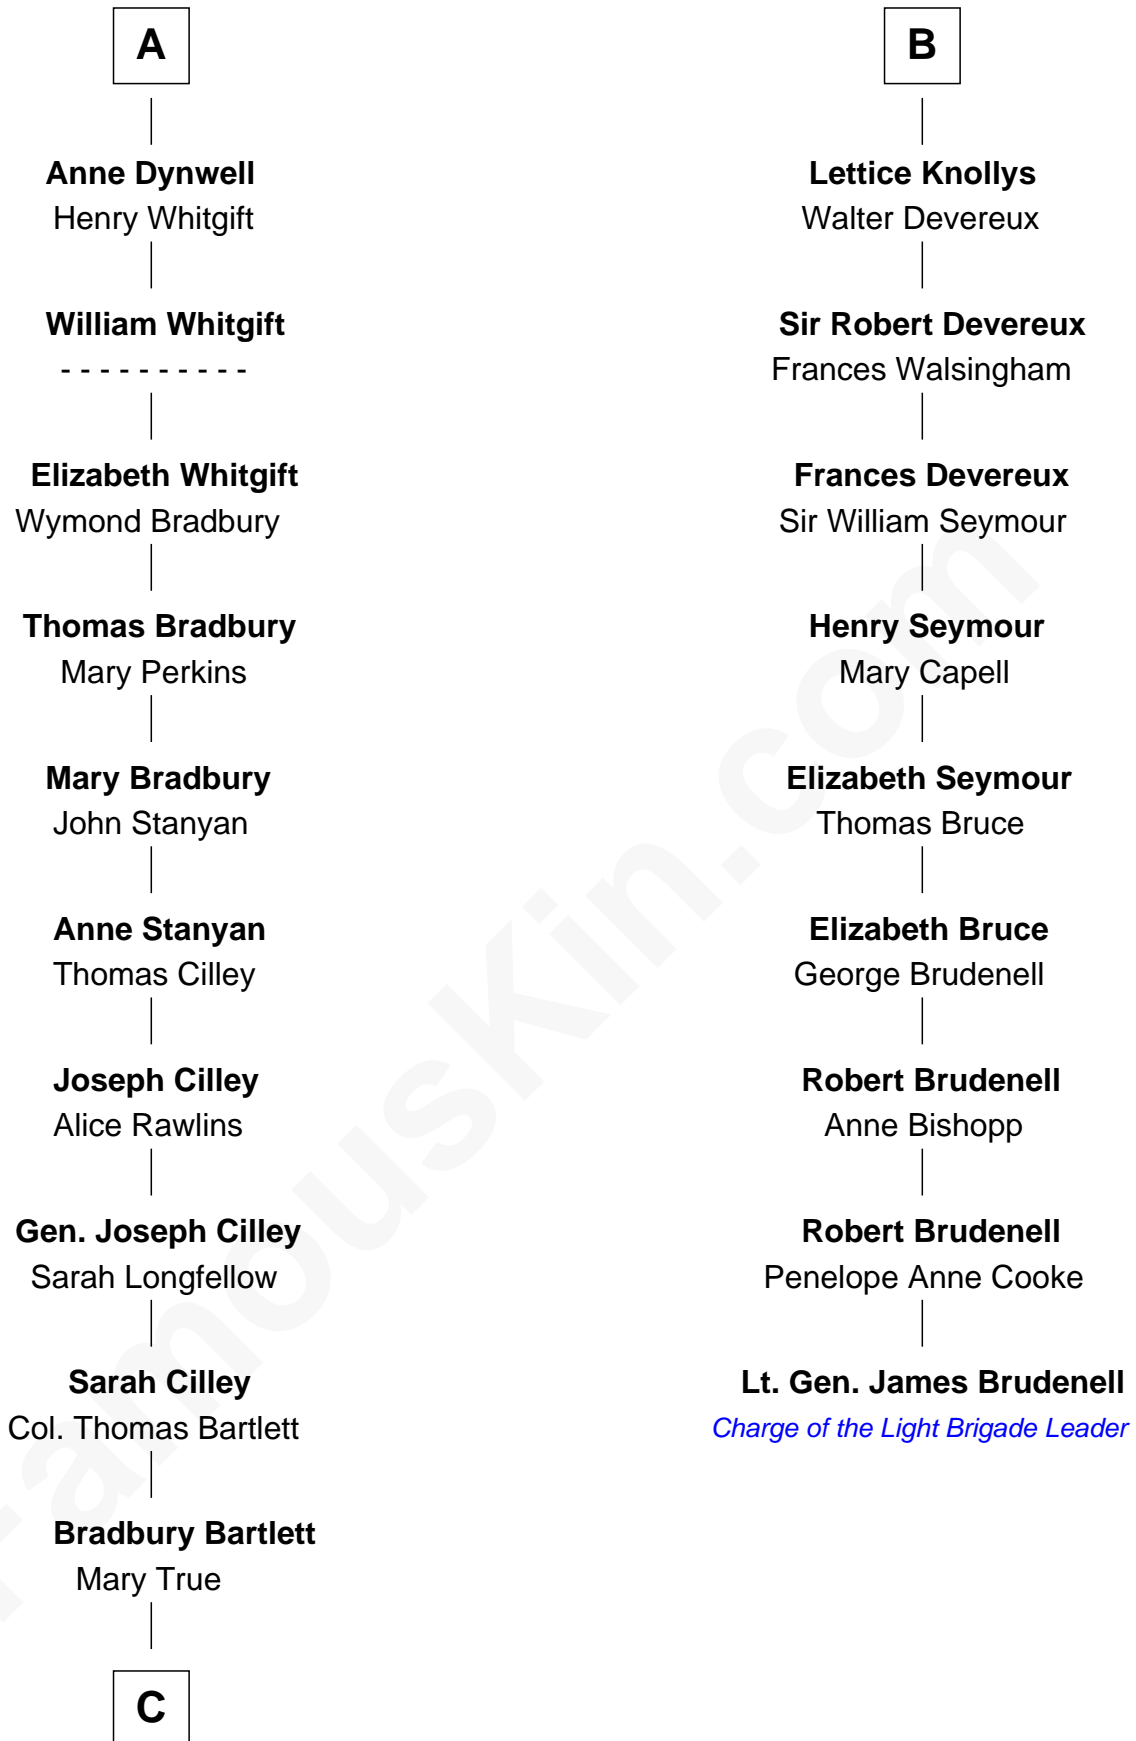 A
Anne Dynwell
Henry Whitgift
William Whitgift
- - - - - - - - - -
Elizabeth Whitgift
Wymond Bradbury
Thomas Bradbury
Mary Perkins
Mary Bradbury
John Stanyan
Anne Stanyan
Thomas Cilley
Joseph Cilley
Alice Rawlins
Gen. Joseph Cilley
Sarah Longfellow
Sarah Cilley
Col. Thomas Bartlett
Bradbury Bartlett
Mary True
C
B
Lettice Knollys
Walter Devereux
Sir Robert Devereux
Frances Walsingham
Frances Devereux
Sir William Seymour
Henry Seymour
Mary Capell
Elizabeth Seymour
Thomas Bruce
Elizabeth Bruce
George Brudenell
Robert Brudenell
Anne Bishopp
Robert Brudenell
Penelope Anne Cooke
Lt. Gen. James Brudenell
Charge of the Light Brigade Leader
FamousKin.com